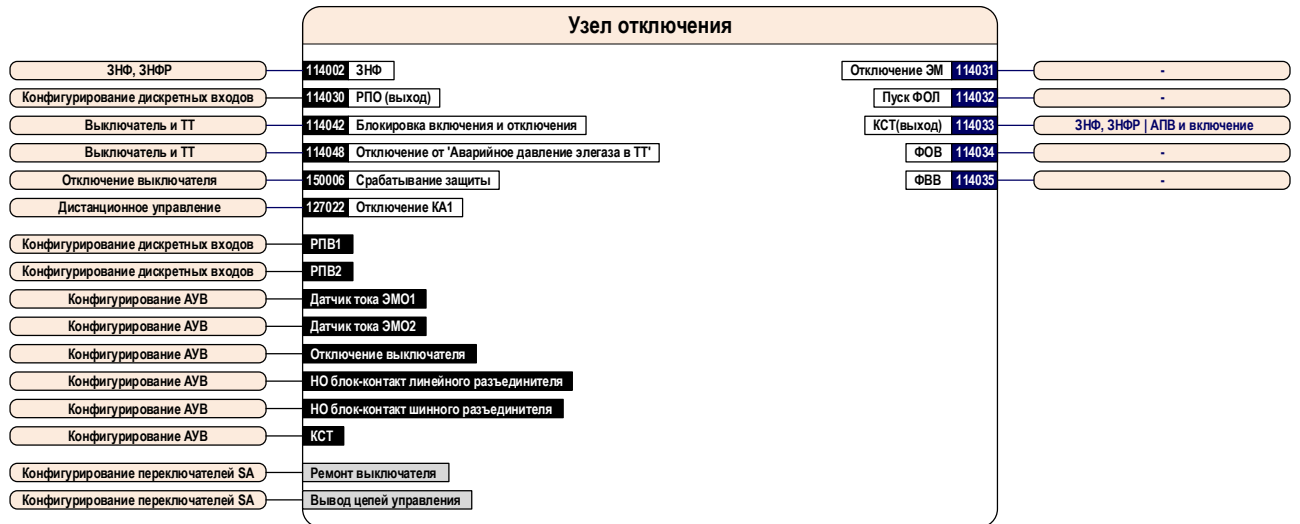 Узел отключения
ЗНФ, ЗНФР 114002 ЗНФ Отключение ЭМ 114031 -
Конфигурирование дискретных входов 114030 РПО (выход) Пуск ФОЛ 114032 -
Выключатель и ТТ 114042 Блокировка включения и отключения КСТ(выход) 114033 ЗНФ, ЗНФР | АПВ и включение
Выключатель и ТТ 114048 Отключение от 'Аварийное давление элегаза в ТТ' ФОВ 114034 -
Отключение выключателя 150006 Срабатывание защиты ФВВ 114035 -
Дистанционное управление 127022 Отключение КА1
Конфигурирование дискретных входов РПВ1
Конфигурирование дискретных входов РПВ2
Конфигурирование АУВ Датчик тока ЭМО1
Конфигурирование АУВ Датчик тока ЭМО2
Конфигурирование АУВ Отключение выключателя
Конфигурирование АУВ НО блок-контакт линейного разъединителя
Конфигурирование АУВ НО блок-контакт шинного разъединителя
Конфигурирование АУВ КСТ
Конфигурирование переключателей SA Ремонт выключателя
Конфигурирование переключателей SA Вывод цепей управления